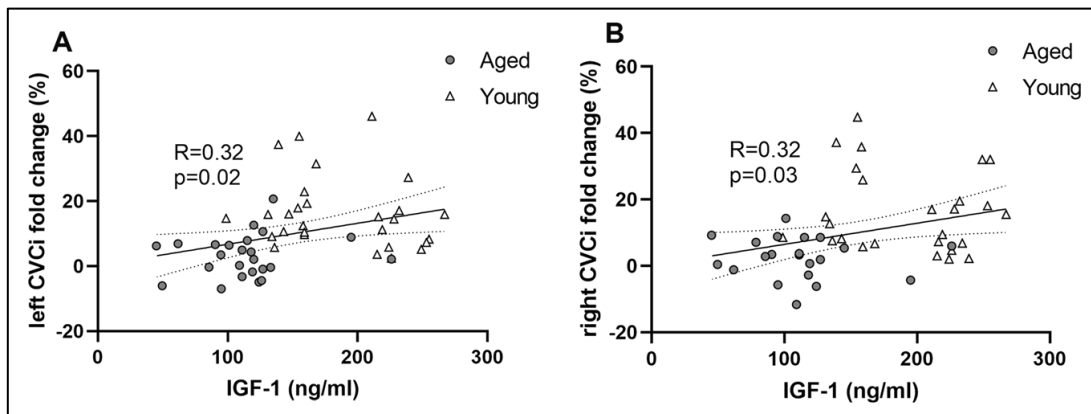 A
Aged
Young
left CVCi fold change (%)
60
40
20
0
-20
R=0.32
p=0.02
0
100
200
300
IGF-1 (ng/ml)
B
Aged
Young
right CVCi fold change (%)
60
40
20
0
-20
R=0.32
p=0.03
0
100
200
300
IGF-1 (ng/ml)